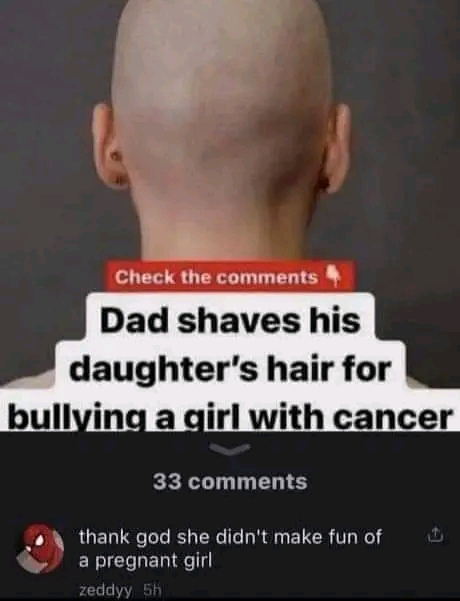 Check the comments 👇
Dad shaves his
daughter's hair for
bullying a girl with cancer
33 comments
thank god she didn't make fun of
a pregnant girl
zeddyy 5h